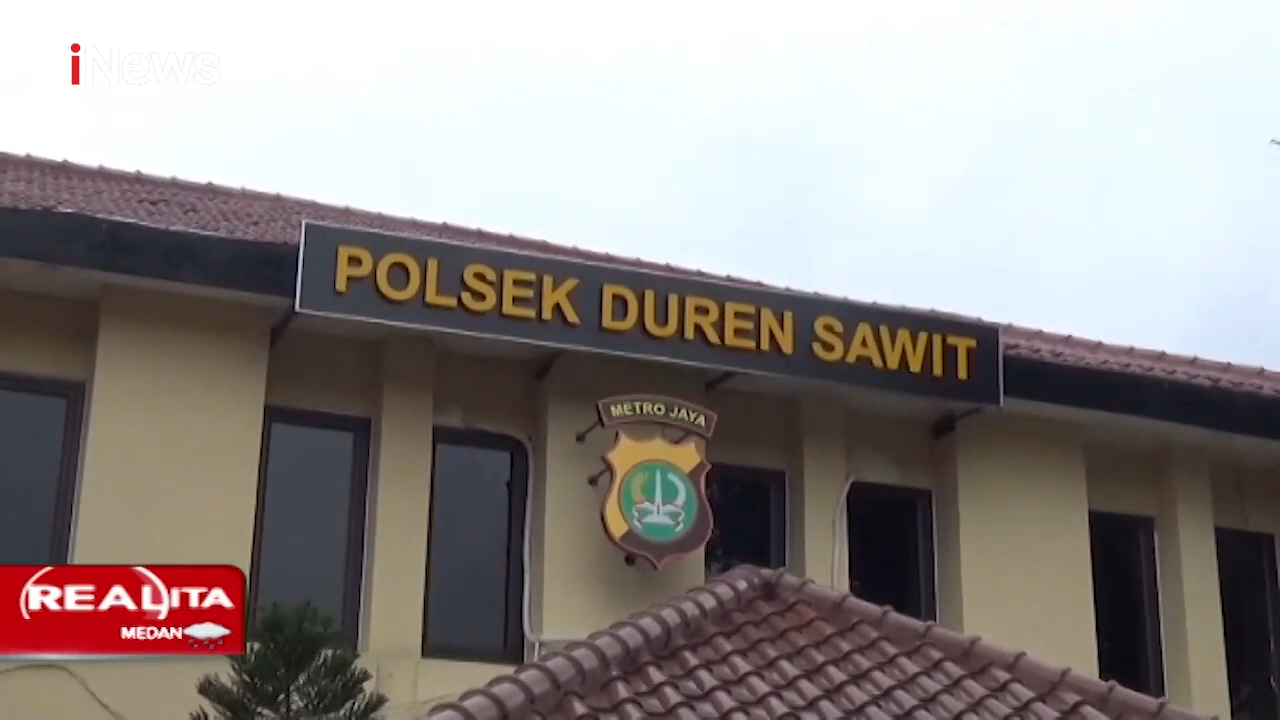 iNews
POLSEK DUREN SAWIT
METRO JAYA
REALITA
MEDAN